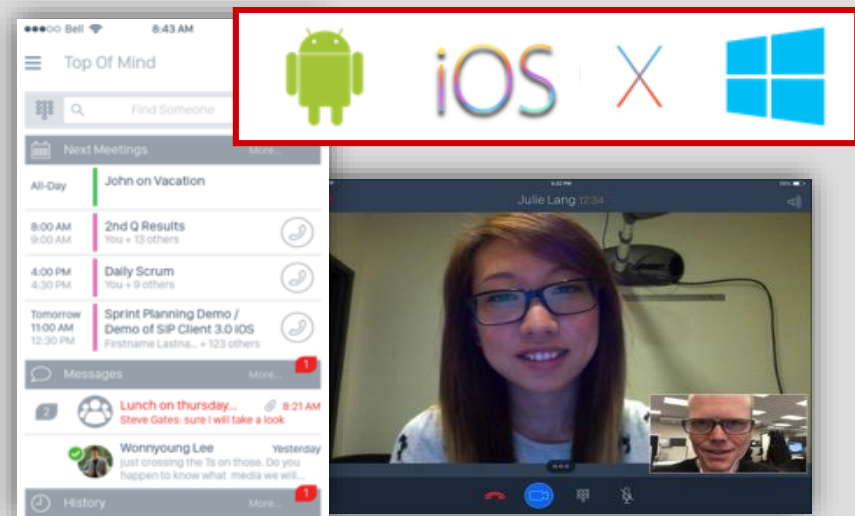 Bell 8:43 AM
Top Of Mind
Find Someone
Next Meetings More...
All-Day John on Vacation
8:00 AM 2nd Q Results
9:00 AM You + 13 others
4:00 PM Daily Scrum
4:30 PM You + 9 others
Tomorrow Sprint Planning Demo /
11:00 AM Demo of SIP Client 3.0 iOS
12:30 PM Firstname Lastna... + 123 others
Messages More... 1
2 Lunch on thursday... 8:21 AM
Steve Gates: sure I will take a look
Wonnyoung Lee Yesterday
Just crossing the Ts on those. Do you
happen to know what media we will...
History More... 1
iOS X
Julie Lang 12:34